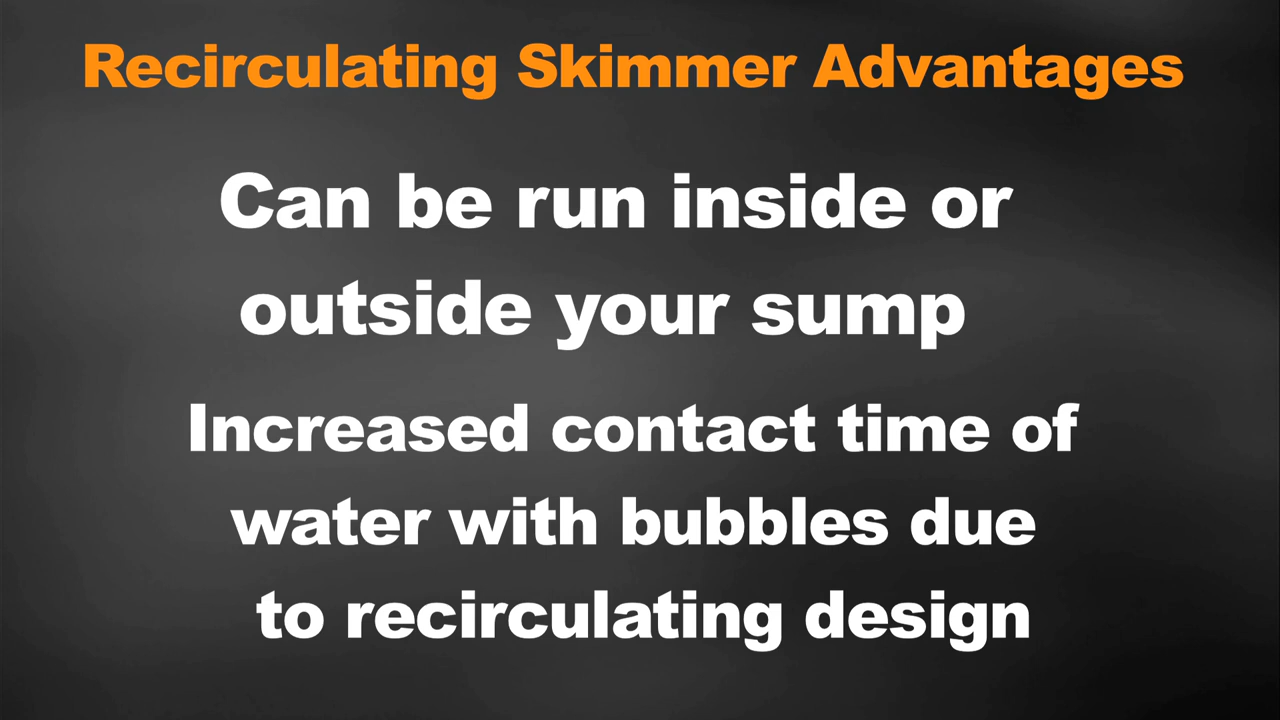 Recirculating Skimmer Advantages
Can be run inside or
outside your sump
Increased contact time of
water with bubbles due
to recirculating design